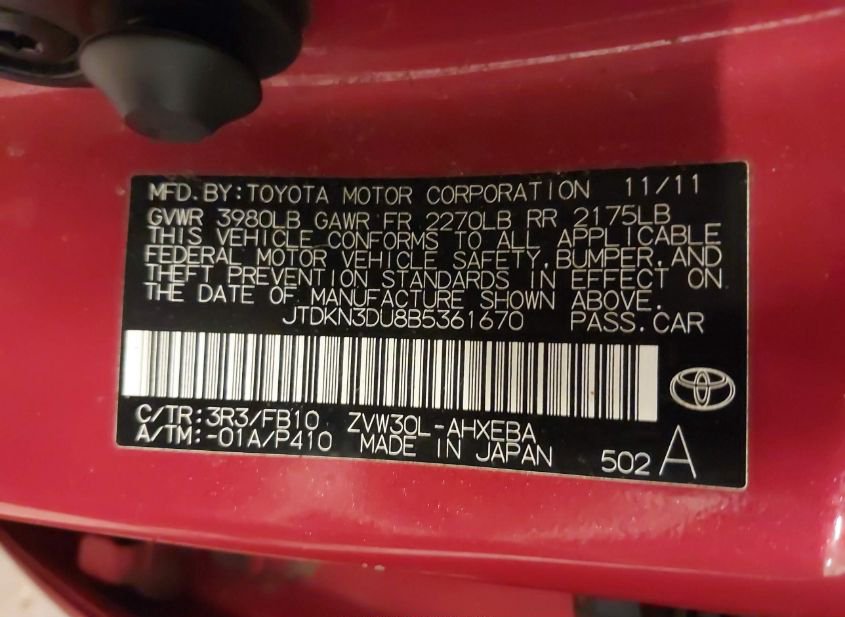 MFD.BY:TOYOTA MOTOR CORPORATION 11/11
GVWR 3980LB GAWR FR 2270LB RR 2175LB
THIS VEHICLE CONFORMS TO ALL APPLICABLE
FEDERAL MOTOR VEHICLE SAFETY,BUMPER,AND
THEFT PREVENTION STANDARDS IN EFFECT ON
THE DATE OF MANUFACTURE SHOWN ABOVE.
JTDKN3DU8B5361670 PASS.CAR
C/TR:3R3/FB10 ZVW30L-AHXEBA
A/TM:-01A/P410 MADE IN JAPAN
502 A